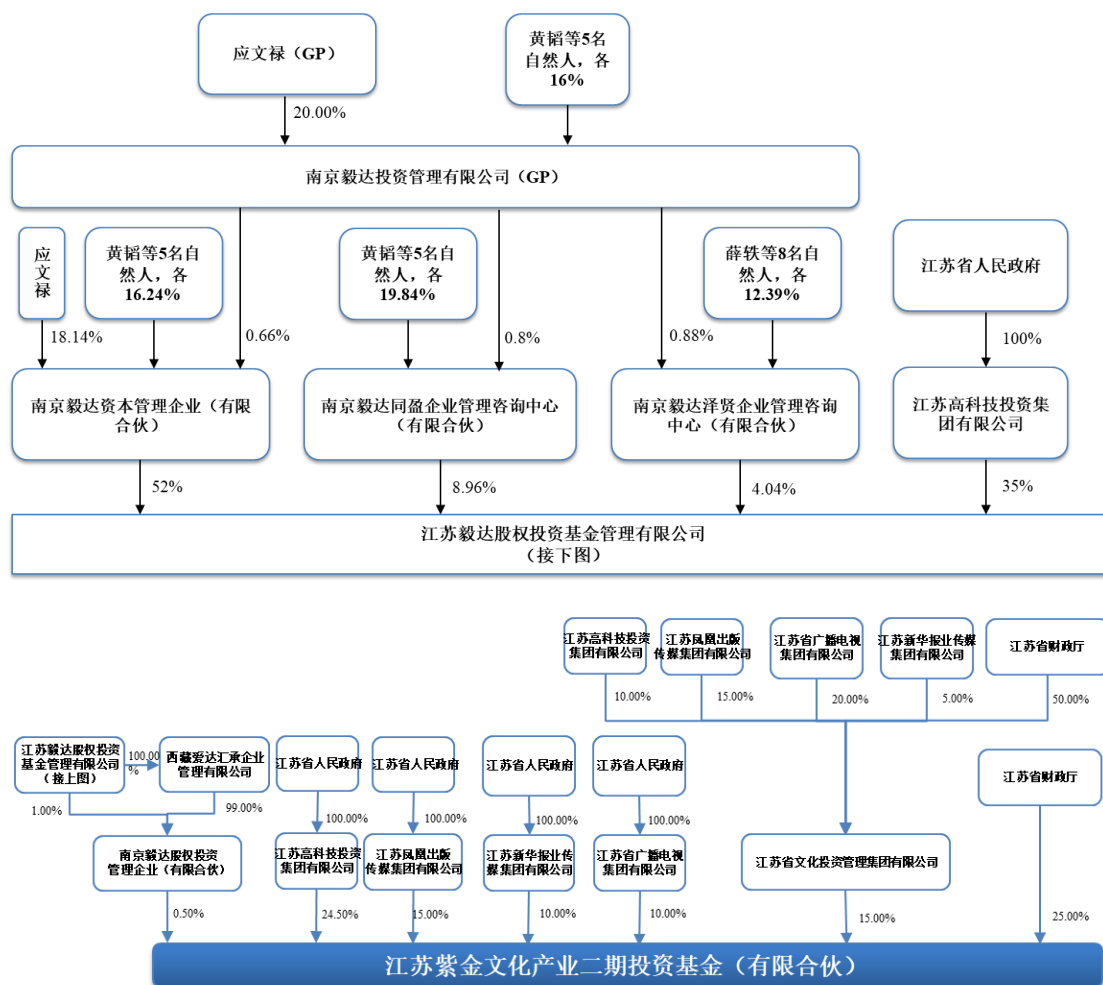 应文禄（GP）
黄韬等5名
自然人，各
16%
20.00%
南京毅达投资管理有限公司（GP）
应
文
禄
黄韬等5名自
然人，各
16.24%
黄韬等5名自
然人，各
19.84%
薛轶等8名自
然人，各
12.39%
江苏省人民政府
18.14%
0.66%
0.8%
0.88%
100%
南京毅达资本管理企业（有限
合伙）
南京毅达同盈企业管理咨询中心
（有限合伙）
南京毅达泽贤企业管理咨询
中心（有限合伙）
江苏高科技投资集
团有限公司
52%
8.96%
4.04%
35%
江苏毅达股权投资基金管理有限公司
（接下图）
江苏高科技投资
集团有限公司
江苏凤凰出版
传媒集团有限公司
江苏省广播电视
集团有限公司
江苏新华报业传媒
集团有限公司
江苏省财政厅
10.00%
15.00%
20.00%
5.00%
50.00%
江苏毅达股权投资
基金管理有限公司
（接上图）
100.00
%
西藏爱达汇承企业
管理有限公司
江苏省人民政府
江苏省人民政府
江苏省人民政府
江苏省人民政府
江苏省财政厅
1.00%
99.00%
100.00%
100.00%
100.00%
100.00%
南京毅达股权投资
管理企业（有限合伙）
江苏高科技投资
集团有限公司
江苏凤凰出版
传媒集团有限公司
江苏新华报业传
媒集团有限公司
江苏省广播电视
集团有限公司
江苏省文化投资管理集团有限公司
0.50%
24.50%
15.00%
10.00%
10.00%
15.00%
25.00%
江苏紫金文化产业二期投资基金（有限合伙）